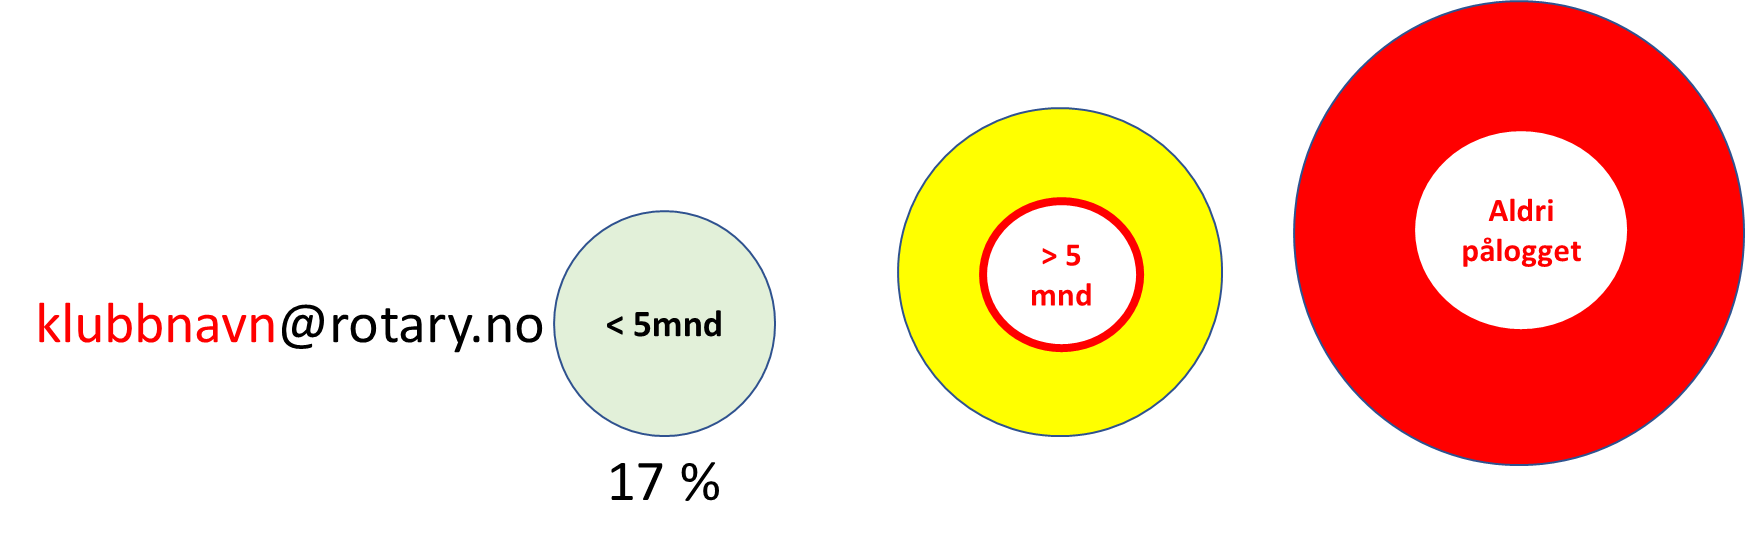 klubbnavn@rotary.no
< 5mnd
17 %
> 5
mnd
Aldri
pålogget